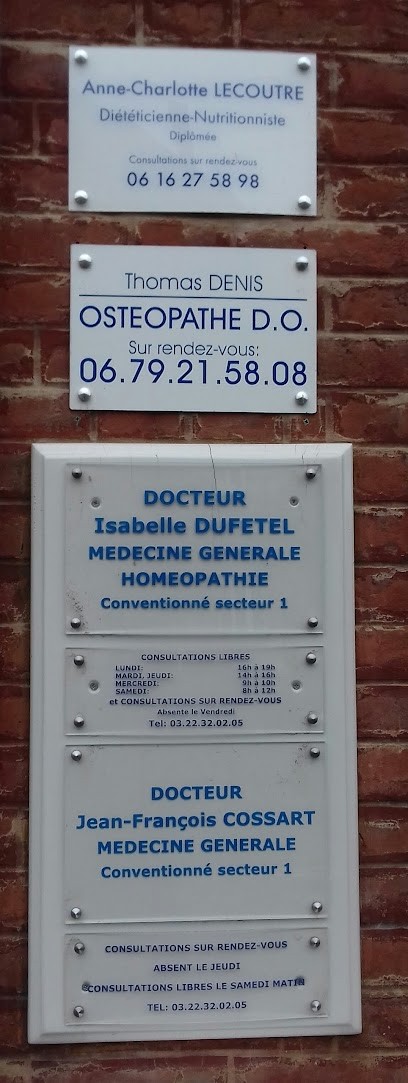 Anne-Charlotte LECOUTRE
Diététicienne-Nutritionniste
Diplômée
Consultations sur rendez-vous
06 16 27 58 98
Thomas DENIS
OSTEOPATHE D.O.
Sur rendez-vous:
06.79.21.58.08
DOCTEUR
Isabelle DUFETEL
MEDECINE GENERALE
HOMEOPATHIE
Conventionné secteur 1
CONSULTATIONS LIBRES
LUNDI: 16h à 19h
MARDI, JEUDI: 14h à 16h
MERCREDI: 9h à 10h
SAMEDI: 8h à 12h
et CONSULTATIONS SUR RENDEZ-VOUS
Absente le Vendredi
Tel: 03.22.32.02.05
DOCTEUR
Jean-François COSSART
MEDECINE GENERALE
Conventionné secteur 1
CONSULTATIONS SUR RENDEZ-VOUS
ABSENT LE JEUDI
CONSULTATIONS LIBRES LE SAMEDI MATIN
TEL: 03.22.32.02.05